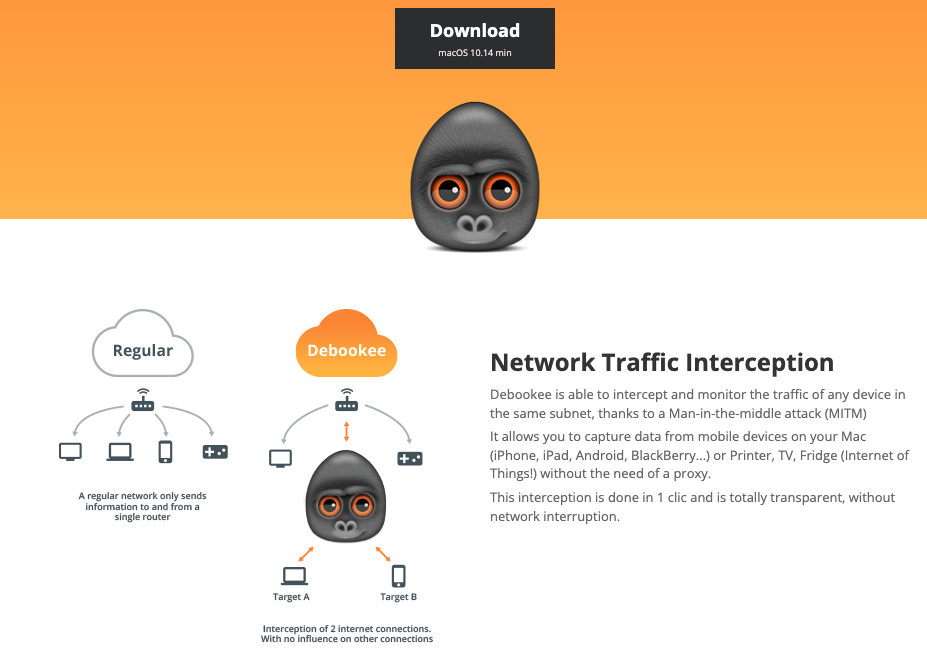 Download
macOS 10.14 min
Regular
Debookee
A regular network only sends
information to and from a
single router
Target A
Target B
Interception of 2 internet connections.
With no influence on other connections
Network Traffic Interception
Debookee is able to intercept and monitor the traffic of any device in
the same subnet, thanks to a Man-in-the-middle attack (MITM)
It allows you to capture data from mobile devices on your Mac
(iPhone, iPad, Android, BlackBerry...) or Printer, TV, Fridge (Internet of
Things!) without the need of a proxy.
This interception is done in 1 clic and is totally transparent, without
network interruption.